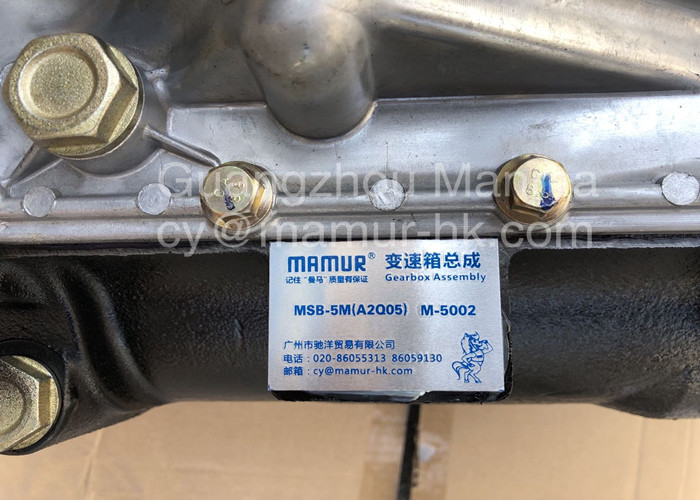 Guangzhou Mamma
cy@mamur-hk.com
MAMUR® 变速箱总成
记住“曼马”质量有保证 Gearbox Assembly
MSB-5M(A2Q05) M-5002
广州市驰洋贸易有限公司
电话：020-86055313 86059130
邮箱：cy@mamur-hk.com